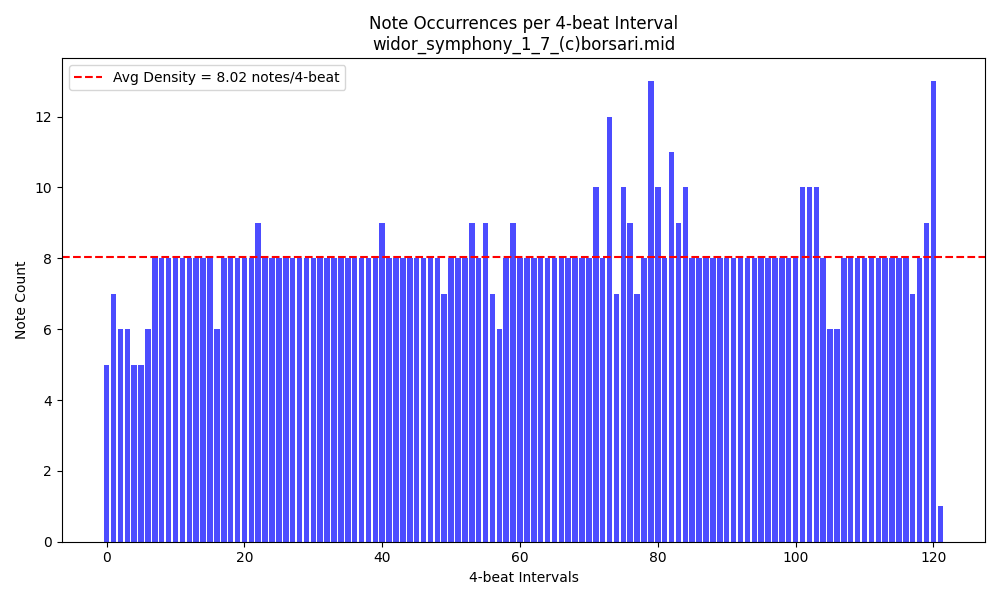 Note Occurrences per 4-beat Interval
widor_symphony_1_7_(c)borsari.mid
Avg Density = 8.02 notes/4-beat
Note Count
12
10
8
6
4
2
0
0 20 40 60 80 100 120
4-beat Intervals